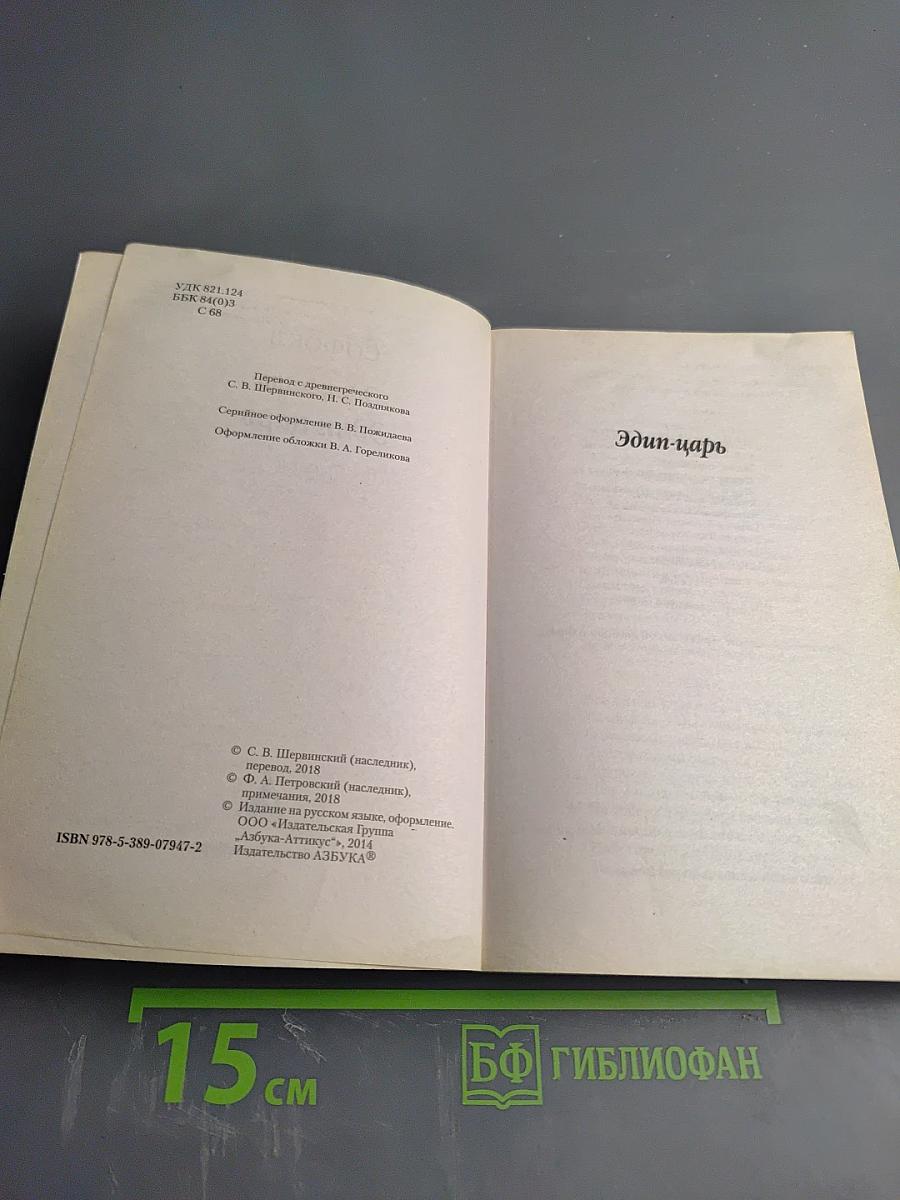 УДК 821.124
ББК 84(0)3
С 68
Перевод с древнегреческого
С. В. Шервинского, Н. С. Позднякова
Серийное оформление В. В. Пожидаева
Оформление обложки В. А. Гореликова
© С. В. Шервинский (наследник),
перевод, 2018
© Ф. А. Петровский (наследник),
примечания, 2018
© Издание на русском языке, оформление.
ООО «Издательская Группа
„Азбука-Аттикус“», 2014
Издательство АЗБУКА®
ISBN 978-5-389-07947-2
Эдип-царь
15 см
БФ ГИБЛИОФАН